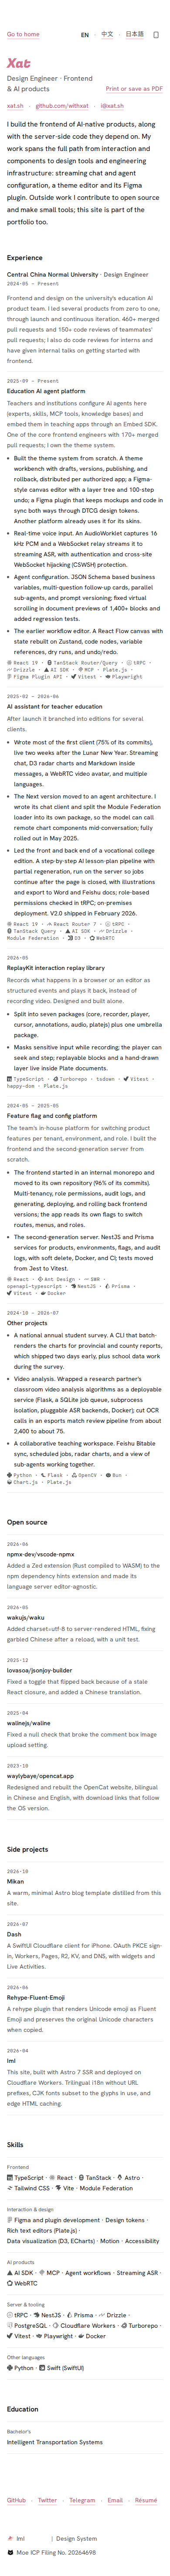 Go to home
EN · 中文 · 日本語
Xat
Design Engineer · Frontend
& AI products
Print or save as PDF
xat.sh · github.com/withxat · i@xat.sh
I build the frontend of AI-native products, along
with the server-side code they depend on. My
work spans the full path from interaction and
components to design tools and engineering
infrastructure: streaming chat and agent
configuration, a theme editor and its Figma
plugin. Outside work I contribute to open source
and make small tools; this site is part of the
portfolio too.
Experience
Central China Normal University · Design Engineer
2024-05 – Present
Frontend engineer on the university's education AI
product team. I led several products from zero to one,
through launch and continuous iteration. 460+ merged
pull requests and 150+ code reviews of teammates'
pull requests; I also do code reviews for interns and
have given internal talks on getting started with
frontend.
2025-09 – Present
Education AI agent platform
Teachers and institutions configure AI agents here
(experts, skills, MCP tools, knowledge bases) and
embed them in teaching apps through an Embed SDK.
One of the core frontend engineers with 170+ merged
pull requests; I own the theme system.
• Built the theme system from scratch. A theme
workbench with drafts, versions, publishing, and
rollback, distributed per authorized app; a Figma-
style canvas editor with a layer tree and 100-step
undo; a Figma plugin that keeps mockups and code in
sync both ways through DTCG design tokens.
Another platform already uses it for its skins.
• Real-time voice input. An AudioWorklet captures 16
kHz PCM and a WebSocket relay streams it to
streaming ASR, with authentication and cross-site
WebSocket hijacking (CSWSH) protection.
• Agent configuration. JSON Schema based business
variables, multi-question follow-up cards, parallel
sub-agents, and prompt versioning; fixed virtual
scrolling in document previews of 1,400+ blocks and
added regression tests.
• The earlier workflow editor. A React Flow canvas with
state rebuilt on Zustand, code nodes, variable
references, dry runs, and undo/redo.
React 19 · TanStack Router/Query · tRPC ·
Drizzle · AI SDK · MCP · Plate.js ·
Figma Plugin API · Vitest · Playwright
2025-02 – 2026-06
AI assistant for teacher education
After launch it branched into editions for several
clients.
• Wrote most of the first client (75% of its commits),
live two weeks after the Lunar New Year. Streaming
chat, D3 radar charts and Markdown inside
messages, a WebRTC video avatar, and multiple
languages.
• The Next version moved to an agent architecture. I
wrote its chat client and split the Module Federation
into its own package, so the model can call
remote chart components mid-conversation; fully
rolled out in May 2025.
• Led the front and back end of a vocational college
edition. A step-by-step AI lesson-plan pipeline with
partial regeneration, run on the server so jobs
continue after the page is closed, with illustrations
and export to Word and Feishu docs; role-based
permissions checked in tRPC; on-premises
deployment. V2.0 shipped in February 2026.
React 19 · React Router 7 · tRPC ·
TanStack Query · AI SDK · Drizzle ·
Module Federation · D3 · WebRTC
2026-05
ReplayKit interaction replay library
Records what happens in a browser or an editor as
structured events and plays it back, instead of
recording video. Designed and built alone.
• Split into seven packages (core, recorder, player,
cursor, annotations, audio, platejs) plus one umbrella
package.
• Masks sensitive input while recording; the player can
seek and step; replayable blocks and a hand-drawn
layer live inside Plate documents.
TypeScript · Turborepo · tsdown · Vitest ·
happy-dom · Plate.js
2024-05 – 2025-05
Feature flag and config platform
The team's in-house platform for switching product
features per tenant, environment, and role. I built the
frontend and the second-generation server from
scratch.
• The frontend started in an internal monorepo and
moved to its own repository (96% of its commits).
Multi-tenancy, role permissions, audit logs, and
generating, deploying, and rolling back frontend
versions; the app reads its own flags to switch
routes, menus, and roles.
• The second-generation server. NestJS and Prisma
services for products, environments, flags, and audit
logs, with soft delete, Docker, and CI; tests moved
from Jest to Vitest.
React · Ant Design · SWR ·
openapi-typescript · NestJS · Prisma ·
Vitest · Docker
2024-10 – 2026-07
Other projects
• A national annual student survey. A CLI that batch-
renders the charts for provincial and county reports,
which shipped two days early, plus school data work
during the survey.
• Video analysis. Wrapped a research partner's
classroom video analysis algorithms as a deployable
service (Flask, a SQLite job queue, subprocess
isolation, pluggable ASR backends, Docker); cut OCR
calls in an esports match review pipeline from about
2,400 to about 75.
• A collaborative teaching workspace. Feishu Bitable
sync, scheduled jobs, radar charts, and a view of
sub-agents working together.
Python · Flask · OpenCV · Bun ·
Chart.js · Plate.js
Open source
2026-06
npmx-dev/vscode-npmx
Added a Zed extension (Rust compiled to WASM) to the
npm dependency hints extension and made its
language server editor-agnostic.
2026-05
wakujs/waku
Added charset=utf-8 to server-rendered HTML, fixing
garbled Chinese after a reload, with a unit test.
2025-12
lovasoa/jsonjoy-builder
Fixed a toggle that flipped back because of a stale
React closure, and added a Chinese translation.
2025-04
walinejs/waline
Fixed a null check that broke the comment box image
upload setting.
2023-10
waylybaye/opencat.app
Redesigned and rebuilt the OpenCat website, bilingual
in Chinese and English, with download links that follow
the OS version.
Side projects
2026-10
Mikan
A warm, minimal Astro blog template distilled from this
site.
2026-07
Dash
A SwiftUI Cloudflare client for iPhone. OAuth PKCE sign-
in, Workers, Pages, R2, KV, and DNS, with widgets and
Live Activities.
2026-06
Rehype-Fluent-Emoji
A rehype plugin that renders Unicode emoji as Fluent
Emoji and preserves the original Unicode characters
when copied.
2026-04
Iml
This site, built with Astro 7 SSR and deployed on
Cloudflare Workers. Trilingual i18n without URL
prefixes, CJK fonts subset to the glyphs in use, and
edge HTML caching.
Skills
Frontend
TypeScript · React · TanStack · Astro ·
Tailwind CSS · Vite · Module Federation
Interaction & design
Figma and plugin development · Design tokens ·
Rich text editors (Plate.js) ·
Data visualization (D3, ECharts) · Motion · Accessibility
AI products
AI SDK · MCP · Agent workflows · Streaming ASR ·
WebRTC
Server & tooling
tRPC · NestJS · Prisma · Drizzle ·
PostgreSQL · Cloudflare Workers · Turborepo ·
Vitest · Playwright · Docker
Other languages
Python · Swift (SwiftUI)
Education
Bachelor's
Intelligent Transportation Systems
GitHub · Twitter · Telegram · Email · Résumé
Iml | Design System
Moe ICP Filing No. 20264698